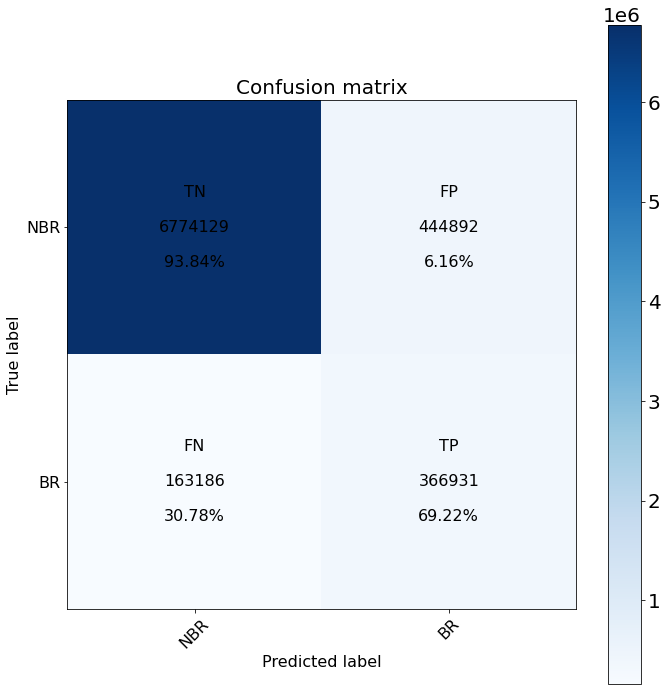 1e6
Confusion matrix
6
5
4
3
2
1
True label
NBR
BR
TN
6774129
93.84%
FP
444892
6.16%
FN
163186
30.78%
TP
366931
69.22%
NBR
BR
Predicted label